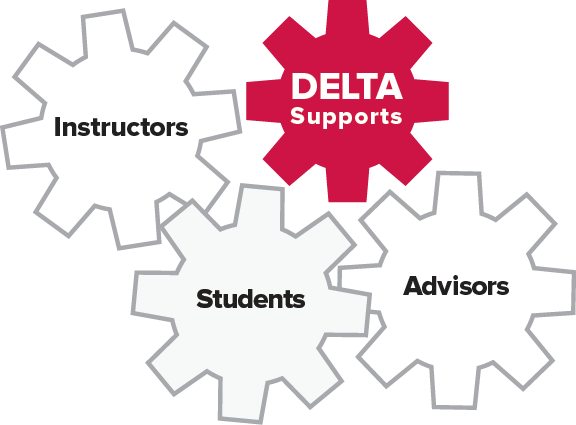 DELTA
Supports
Instructors
Students
Advisors